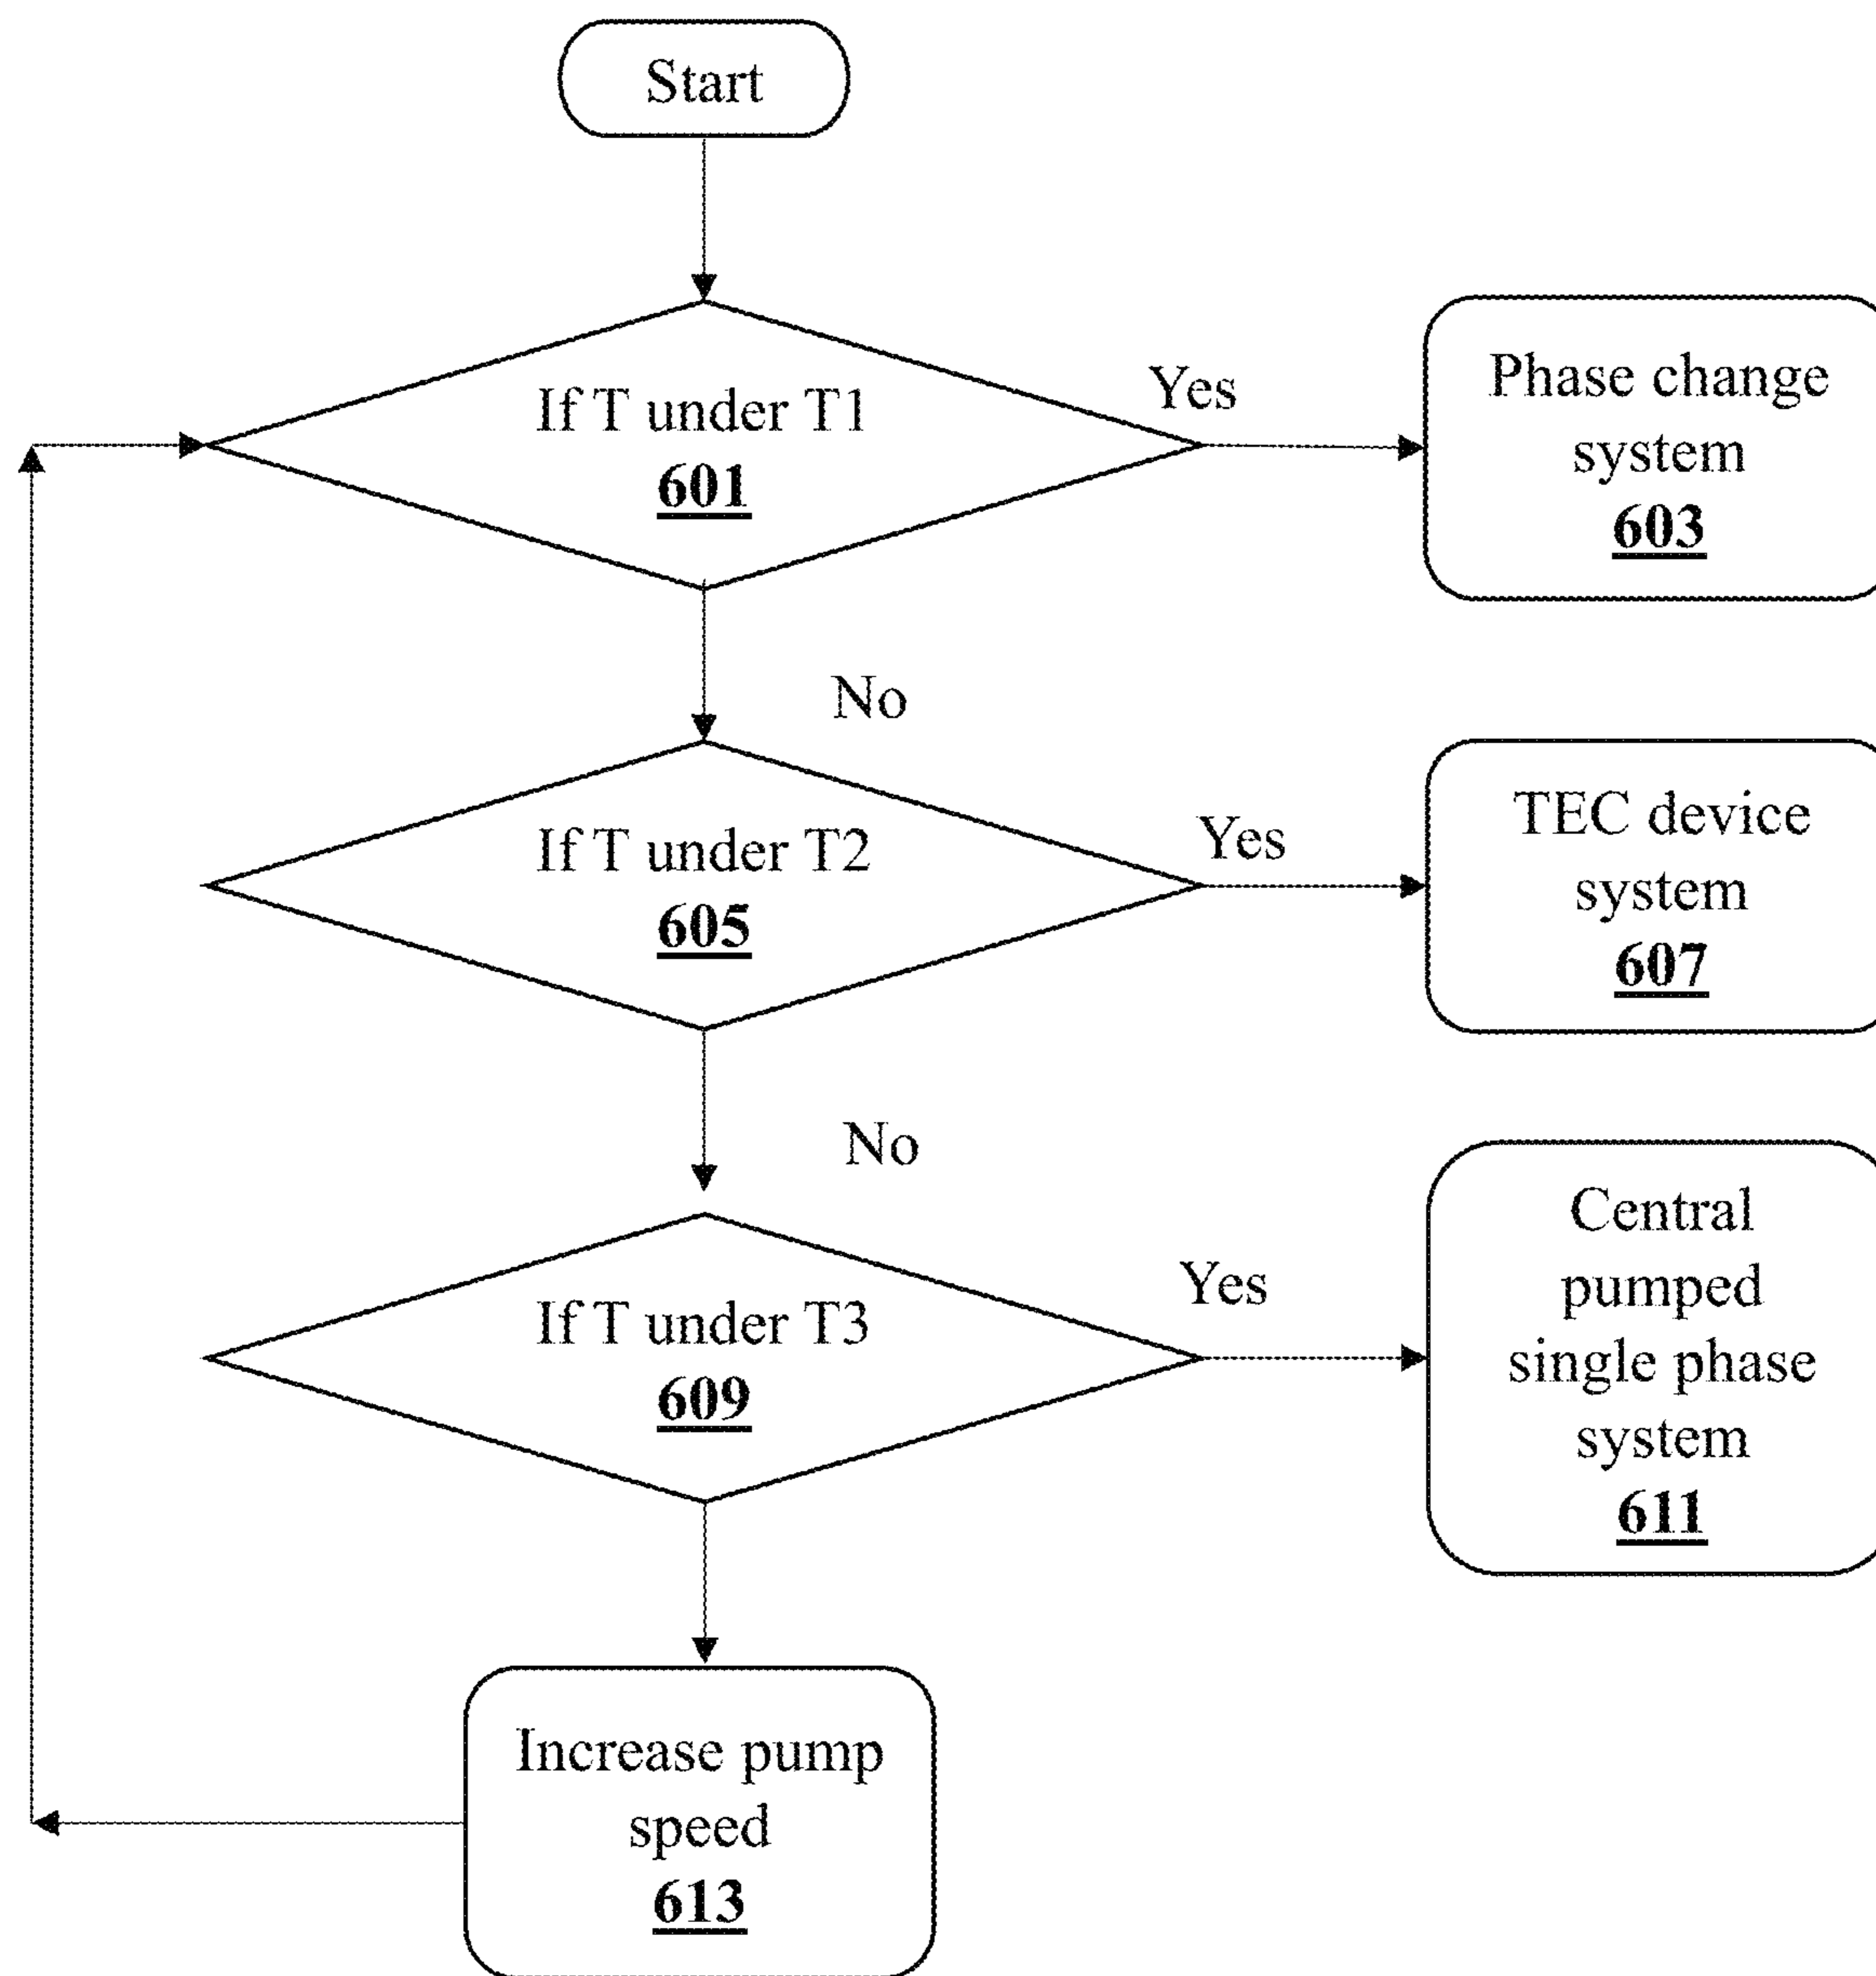 Start
If T under T1
601
Yes
Phase change
system
603
No
If T under T2
605
Yes
TEC device
system
607
No
If T under T3
609
Yes
Central
pumped
single phase
system
611
Increase pump
speed
613